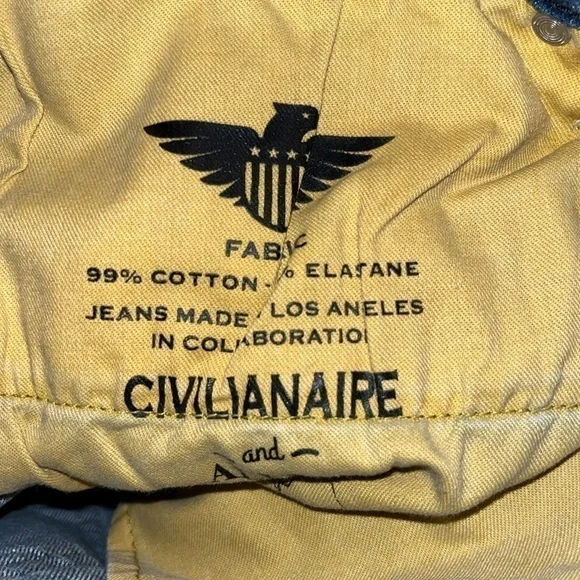 FABRIC
99% COTTON % ELASTANE
JEANS MADE LOS ANELES
IN COLLABORATION
CIVILIANAIRE
and